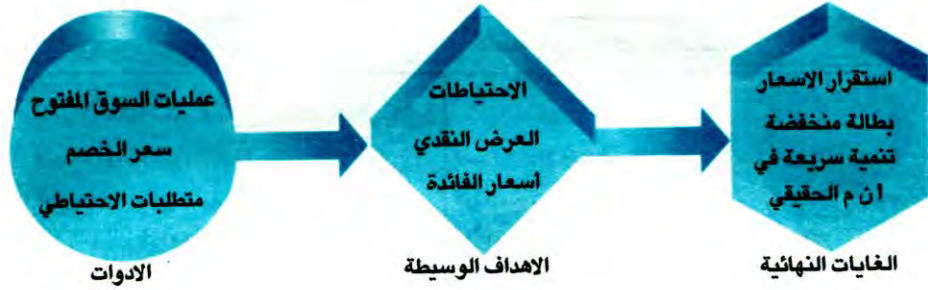 عمليات السوق المفتوح
سعر الخصم
متطلبات الاحتياطي
الادوات
الاحتياطات
العرض النقدي
أسعار الفائدة
الاهداف الوسيطة
استقرار الاسعار
بطالة منخفضة
تنمية سريعة في
ا ن م الحقيقي
الغايات النهائية